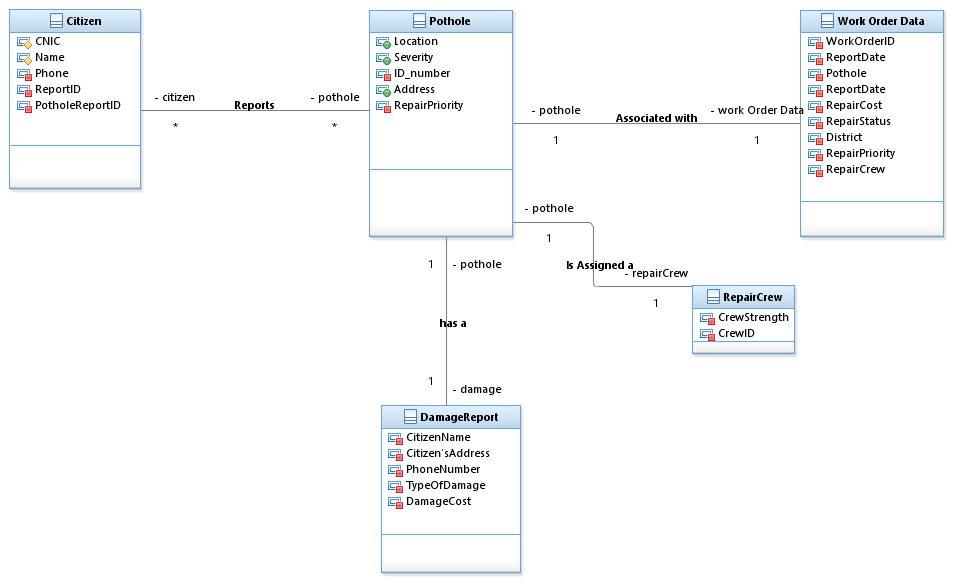 Citizen
CNIC
Name
Phone
ReportID
PotholeReportID
- citizen
*
Reports
- pothole
*
Pothole
Location
Severity
ID_number
Address
RepairPriority
- pothole
1
Associated with
- work Order Data
1
Work Order Data
WorkOrderID
ReportDate
Pothole
ReportDate
RepairCost
RepairStatus
District
RepairPriority
RepairCrew
- pothole
1
Is Assigned a
- repairCrew
1
RepairCrew
CrewStrength
CrewID
1
- pothole
has a
1
- damage
DamageReport
CitizenName
Citizen'sAddress
PhoneNumber
TypeOfDamage
DamageCost